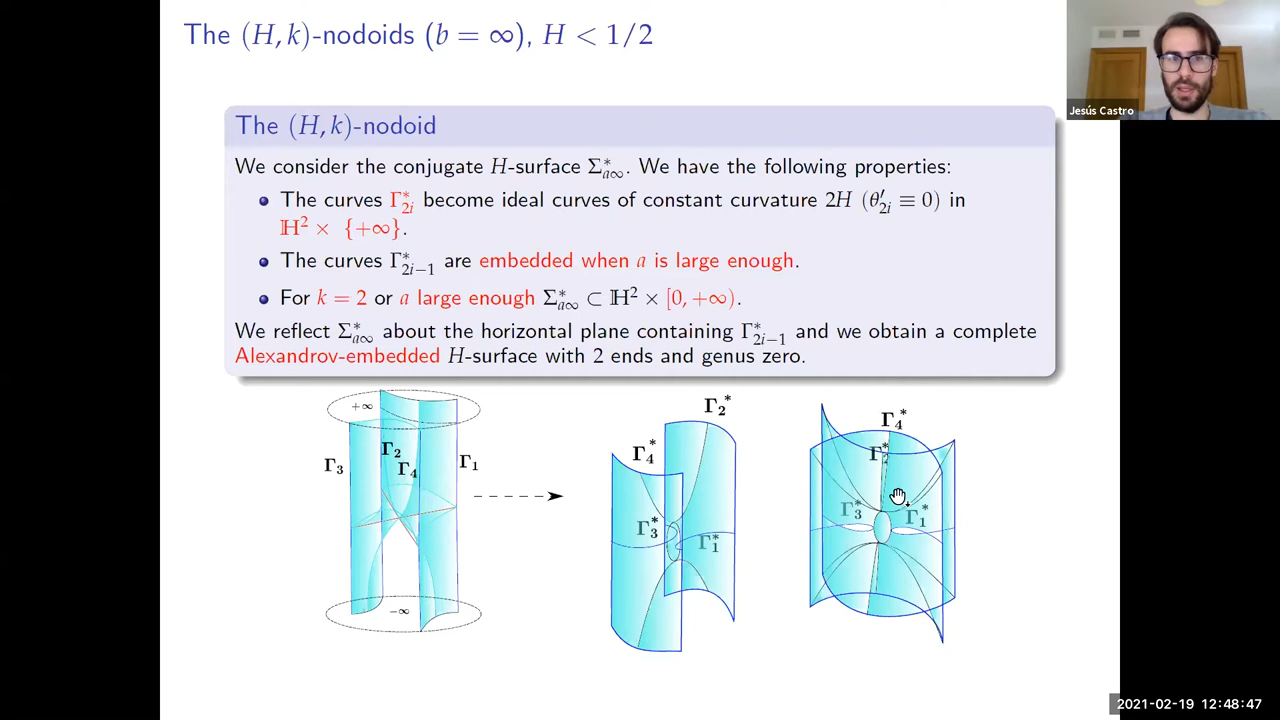 The (H, k)-nodoids (b = ∞), H < 1/2
Jesús Castro
The (H, k)-nodoid
We consider the conjugate H-surface Σ*_{a∞}. We have the following properties:
The curves Γ*_{2i} become ideal curves of constant curvature 2H (θ′_{2i} ≡ 0) in
ℍ² × {+∞}.
The curves Γ*_{2i−1} are embedded when a is large enough.
For k = 2 or a large enough Σ*_{a∞} ⊂ ℍ² × [0, +∞).
We reflect Σ*_{a∞} about the horizontal plane containing Γ*_{2i−1} and we obtain a complete
Alexandrov-embedded H-surface with 2 ends and genus zero.
+∞
Γ₃
Γ₂
Γ₄
Γ₁
−∞
Γ₂*
Γ₄*
Γ₃*
Γ₁*
Γ₄*
Γ₂*
Γ₃*
Γ₁*
2021-02-19 12:48:47